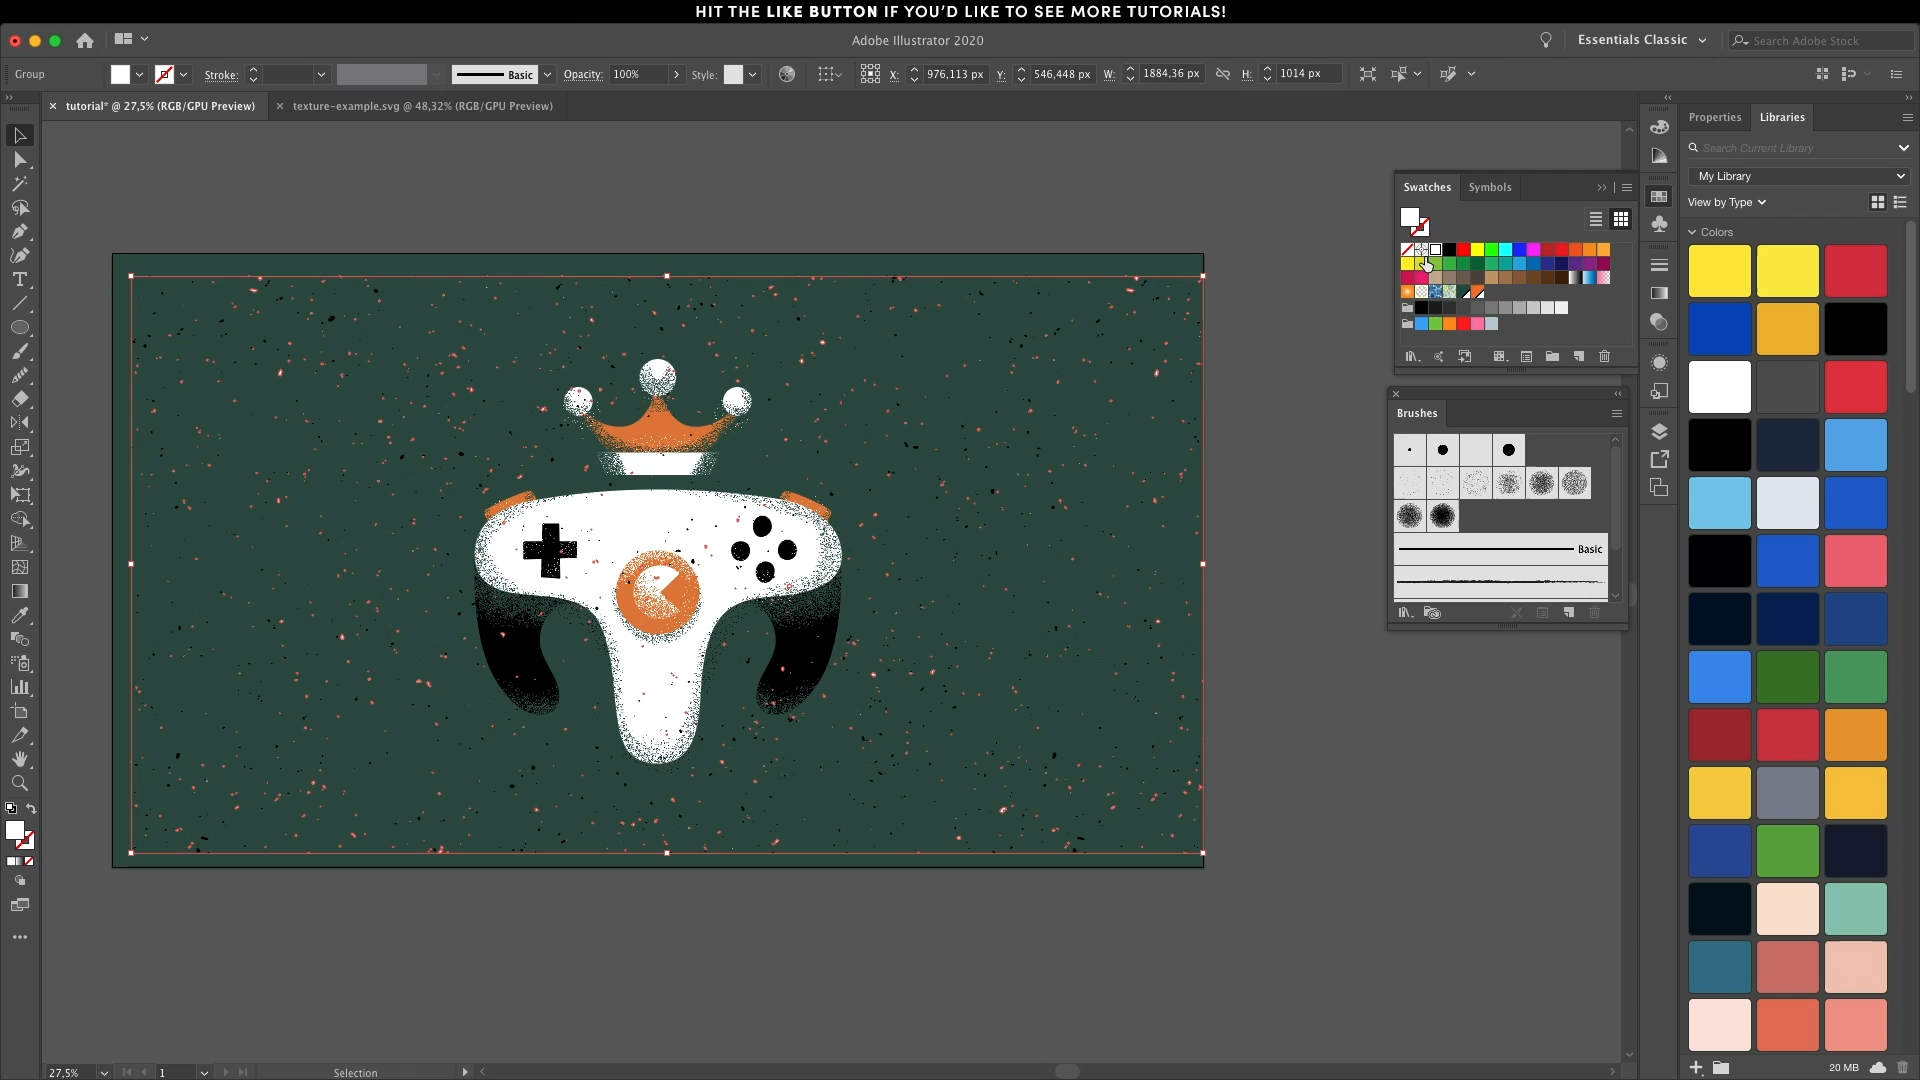 HIT THE LIKE BUTTON IF YOU'D LIKE TO SEE MORE TUTORIALS!
Adobe Illustrator 2020
Essentials Classic
Search Adobe Stock
Group
Stroke:
Basic
Opacity:
100%
Style:
X:
976,113 px
Y:
546,448 px
W:
1884,36 px
H:
1014 px
tutorial* @ 27,5% (RGB/GPU Preview)
texture-example.svg @ 48,32% (RGB/GPU Preview)
Properties
Libraries
Search Current Library
My Library
View by Type
Colors
Swatches
Symbols
Brushes
Basic
27,5%
1
Selection
20 MB